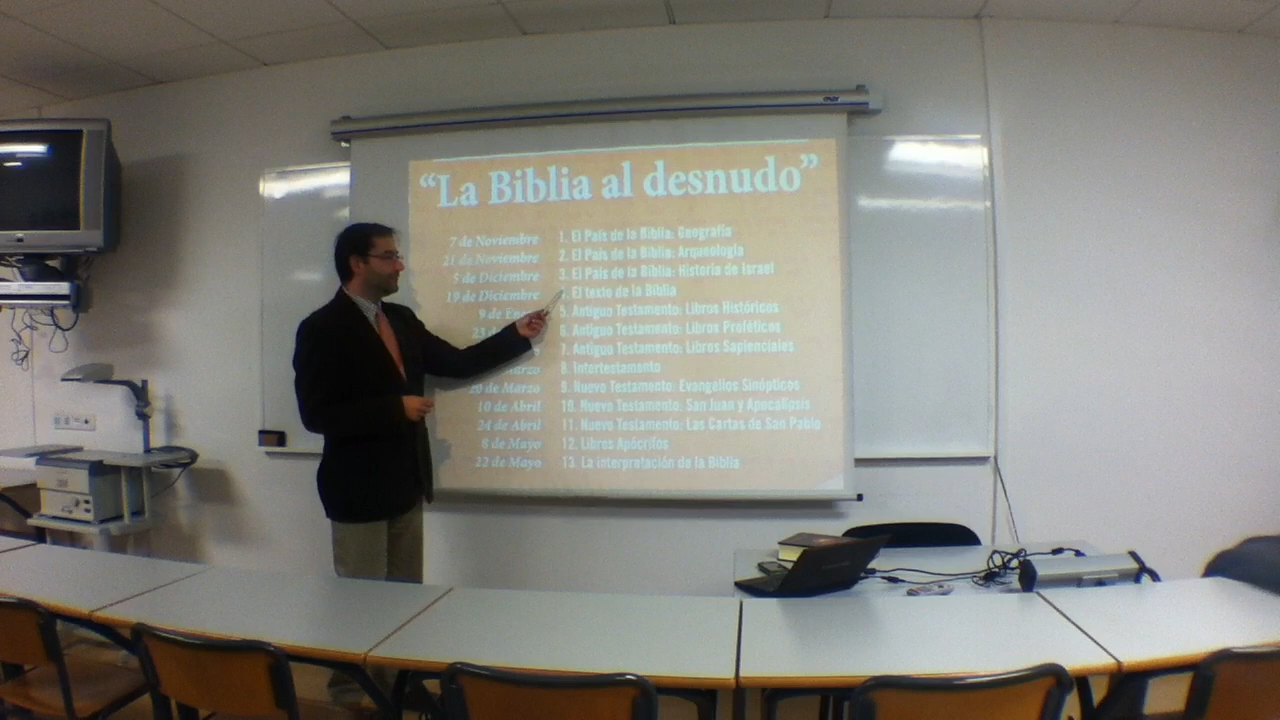 “La Biblia al desnudo”
7 de Noviembre 1. El País de la Biblia: Geografía
21 de Noviembre 2. El País de la Biblia: Arqueología
5 de Diciembre 3. El País de la Biblia: Historia de Israel
19 de Diciembre El texto de la Biblia
9 de 5. Antiguo Testamento: Libros Históricos
23 6. Antiguo Testamento: Libros Proféticos
7. Antiguo Testamento: Libros Sapienciales
8. Intertestamento
20 de Marzo 9. Nuevo Testamento: Evangelios Sinópticos
10 de Abril 10. Nuevo Testamento: San Juan y Apocalipsis
24 de Abril 11. Nuevo Testamento: Las Cartas de San Pablo
8 de Mayo 12. Libros Apócrifos
22 de Mayo 13. La interpretación de la Biblia